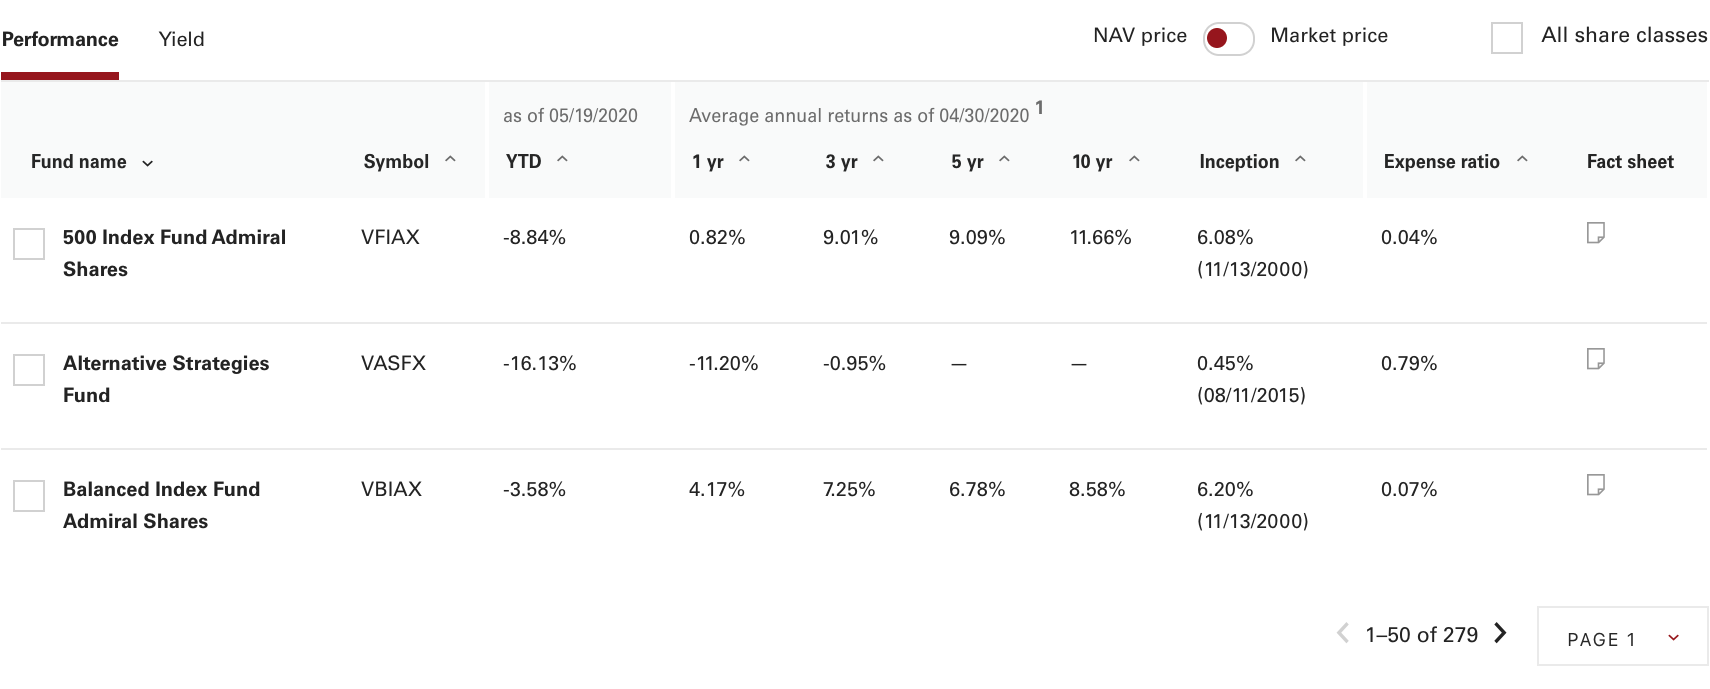 Performance Yield NAV price Market price All share classes
as of 05/19/2020 Average annual returns as of 04/30/2020 1
Fund name Symbol YTD 1 yr 3 yr 5 yr 10 yr Inception Expense ratio Fact sheet
500 Index Fund Admiral VFIAX -8.84% 0.82% 9.01% 9.09% 11.66% 6.08% 0.04%
Shares (11/13/2000)
Alternative Strategies VASFX -16.13% -11.20% -0.95% — — 0.45% 0.79%
Fund (08/11/2015)
Balanced Index Fund VBIAX -3.58% 4.17% 7.25% 6.78% 8.58% 6.20% 0.07%
Admiral Shares (11/13/2000)
1–50 of 279 PAGE 1